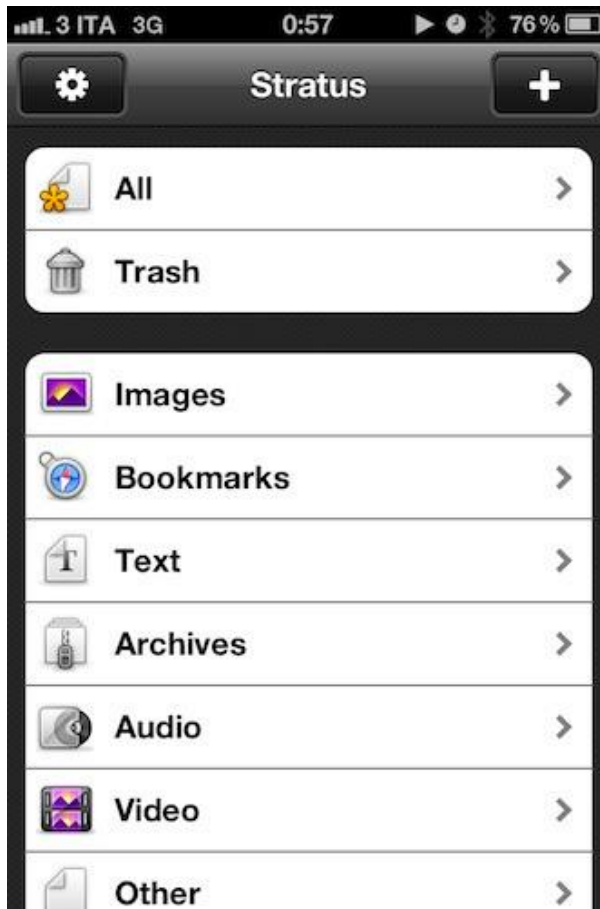 3 ITA 3G 0:57 76%
Stratus
All
Trash
Images
Bookmarks
Text
Archives
Audio
Video
Other